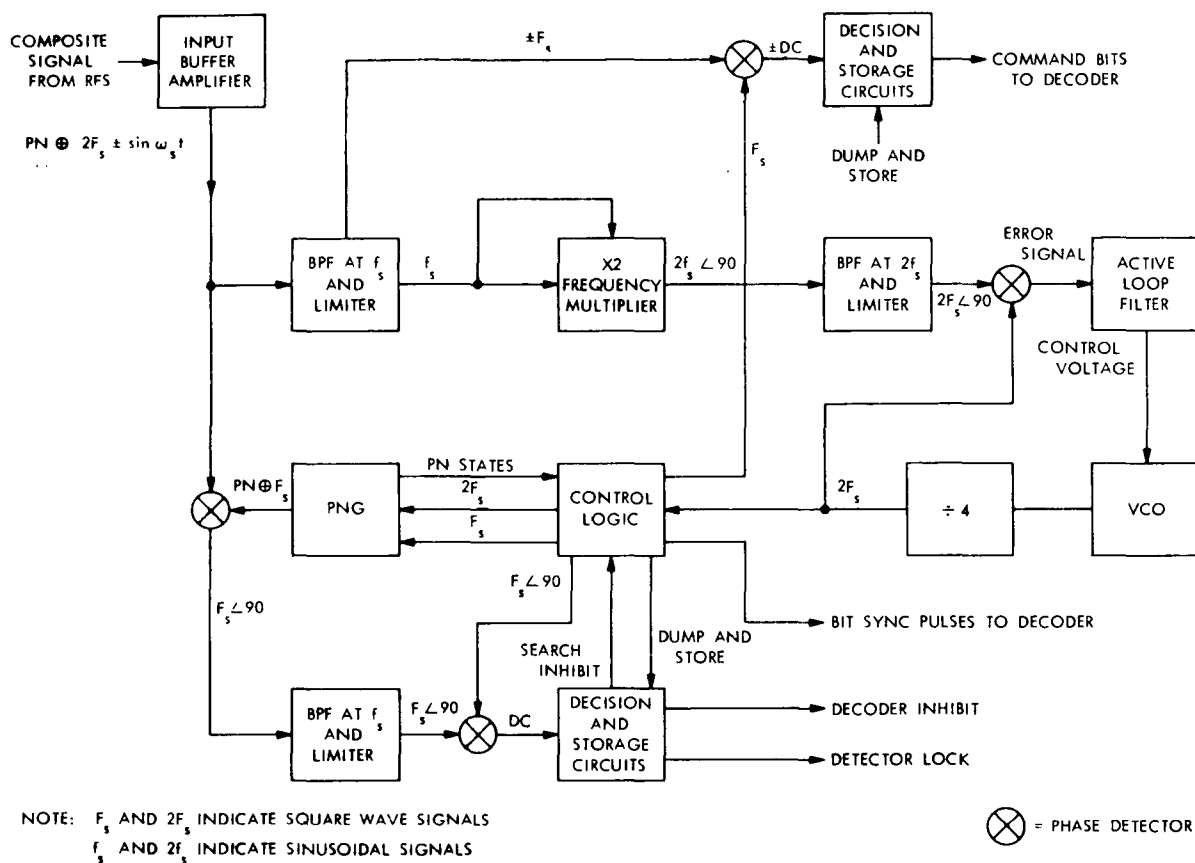 COMPOSITE
SIGNAL
FROM RFS
INPUT
BUFFER
AMPLIFIER
PN ⊕ 2F_s ± sin ω_s t
±F_s
±DC
DECISION
AND
STORAGE
CIRCUITS
COMMAND BITS
TO DECODER
DUMP AND
STORE
F_s
BPF AT f_s
AND
LIMITER
f_s
X2
FREQUENCY
MULTIPLIER
2f_s ∠90
BPF AT 2f_s
AND
LIMITER
2F_s ∠90
ERROR
SIGNAL
ACTIVE
LOOP
FILTER
CONTROL
VOLTAGE
PN ⊕ F_s
PNG
PN STATES
2F_s
F_s
CONTROL
LOGIC
2F_s
÷ 4
VCO
F_s ∠90
F_s ∠90
SEARCH
INHIBIT
DUMP AND
STORE
BIT SYNC PULSES TO DECODER
BPF AT f_s
AND
LIMITER
F_s ∠90
DC
DECISION
AND
STORAGE
CIRCUITS
DECODER INHIBIT
DETECTOR LOCK
NOTE: F_s AND 2F_s INDICATE SQUARE WAVE SIGNALS
f_s AND 2f_s INDICATE SINUSOIDAL SIGNALS
= PHASE DETECTOR